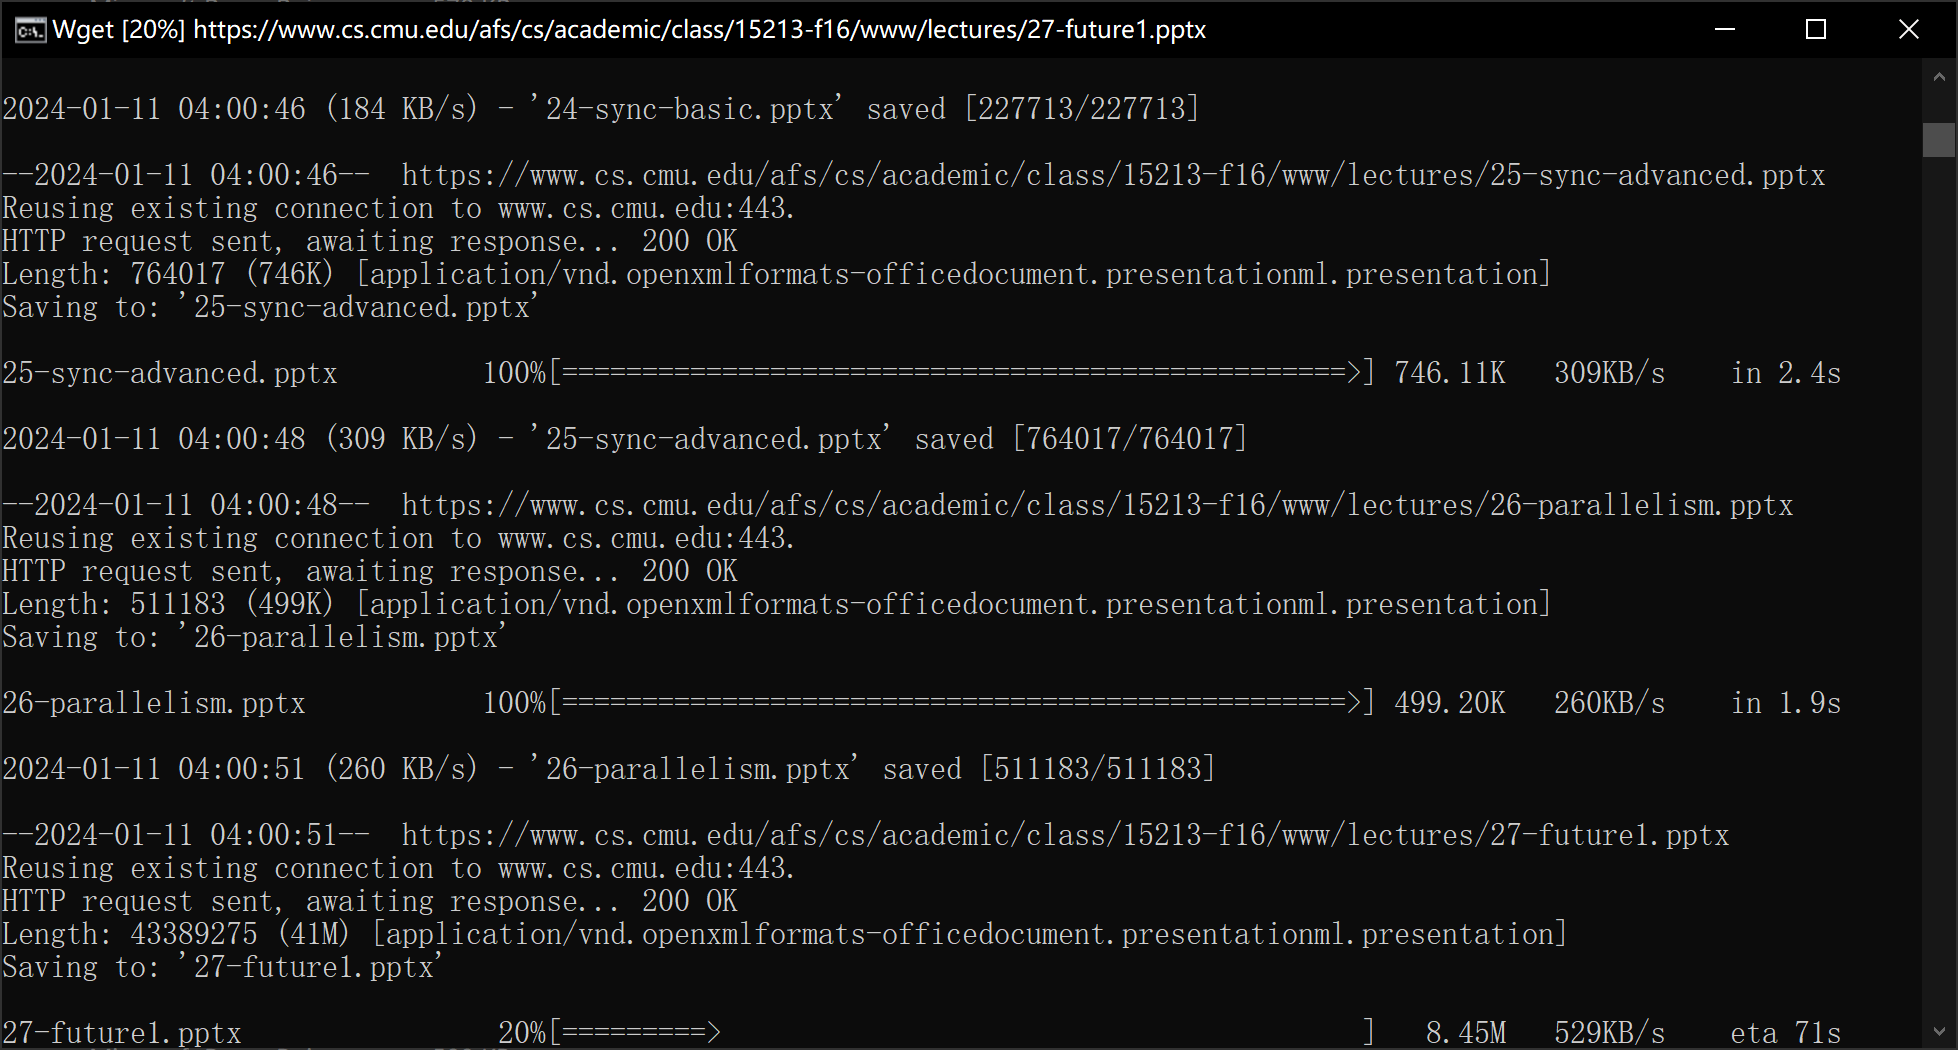 Wget [20%] https://www.cs.cmu.edu/afs/cs/academic/class/15213-f16/www/lectures/27-future1.pptx
2024-01-11 04:00:46 (184 KB/s) - '24-sync-basic.pptx' saved [227713/227713]
--2024-01-11 04:00:46--  https://www.cs.cmu.edu/afs/cs/academic/class/15213-f16/www/lectures/25-sync-advanced.pptx
Reusing existing connection to www.cs.cmu.edu:443.
HTTP request sent, awaiting response... 200 OK
Length: 764017 (746K) [application/vnd.openxmlformats-officedocument.presentationml.presentation]
Saving to: '25-sync-advanced.pptx'
25-sync-advanced.pptx         100%[=================================================>] 746.11K   309KB/s    in 2.4s
2024-01-11 04:00:48 (309 KB/s) - '25-sync-advanced.pptx' saved [764017/764017]
--2024-01-11 04:00:48--  https://www.cs.cmu.edu/afs/cs/academic/class/15213-f16/www/lectures/26-parallelism.pptx
Reusing existing connection to www.cs.cmu.edu:443.
HTTP request sent, awaiting response... 200 OK
Length: 511183 (499K) [application/vnd.openxmlformats-officedocument.presentationml.presentation]
Saving to: '26-parallelism.pptx'
26-parallelism.pptx           100%[=================================================>] 499.20K   260KB/s    in 1.9s
2024-01-11 04:00:51 (260 KB/s) - '26-parallelism.pptx' saved [511183/511183]
--2024-01-11 04:00:51--  https://www.cs.cmu.edu/afs/cs/academic/class/15213-f16/www/lectures/27-future1.pptx
Reusing existing connection to www.cs.cmu.edu:443.
HTTP request sent, awaiting response... 200 OK
Length: 43389275 (41M) [application/vnd.openxmlformats-officedocument.presentationml.presentation]
Saving to: '27-future1.pptx'
27-future1.pptx                20%[=========>                                        ]   8.45M   529KB/s    eta 71s